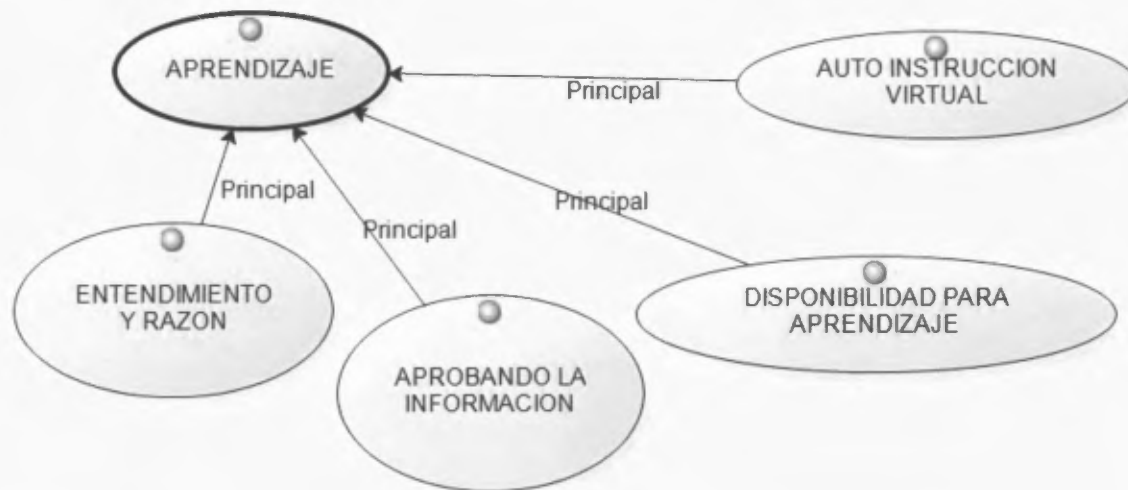 APRENDIZAJE
AUTO INSTRUCCION
VIRTUAL
Principal
Principal
Principal
Principal
ENTENDIMIENTO
Y RAZON
DISPONIBILIDAD PARA
APRENDIZAJE
APROBANDO LA
INFORMACION